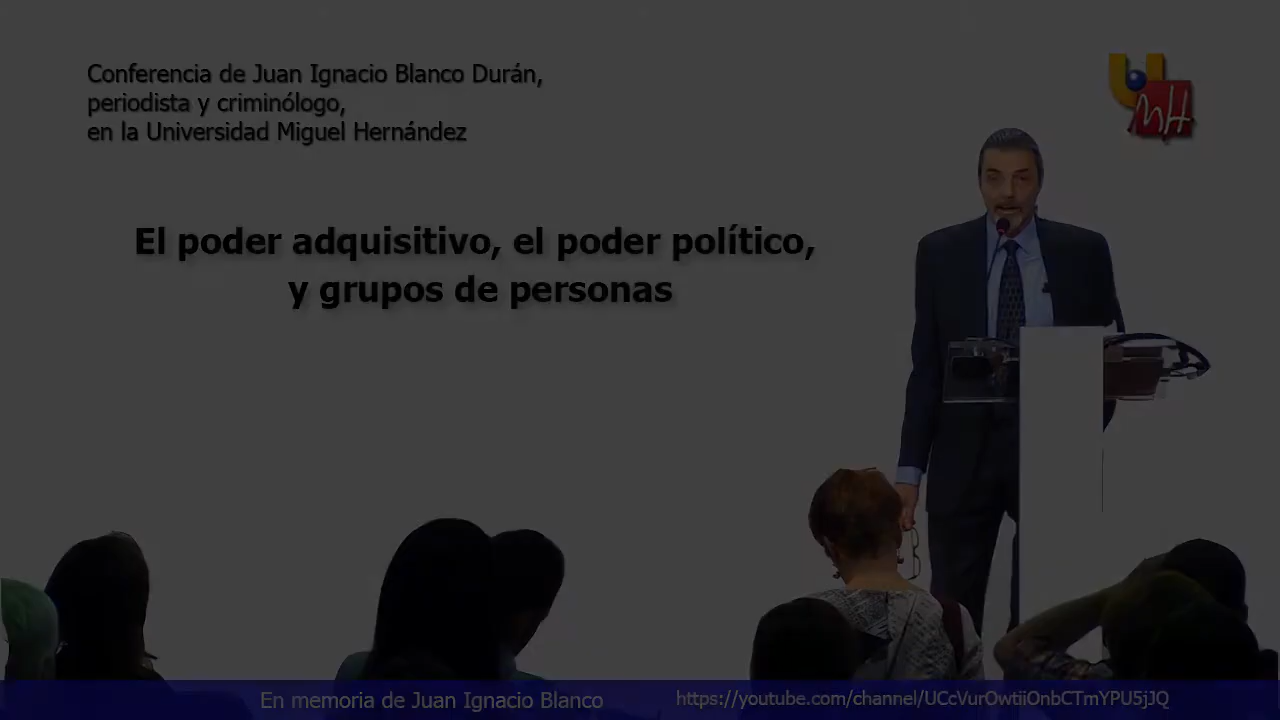 Conferencia de Juan Ignacio Blanco Durán,
periodista y criminólogo,
en la Universidad Miguel Hernández
UMH
El poder adquisitivo, el poder político,
y grupos de personas
En memoria de Juan Ignacio Blanco
https://youtube.com/channel/UCcVurOwtiiOnbCTmYPU5jJQ